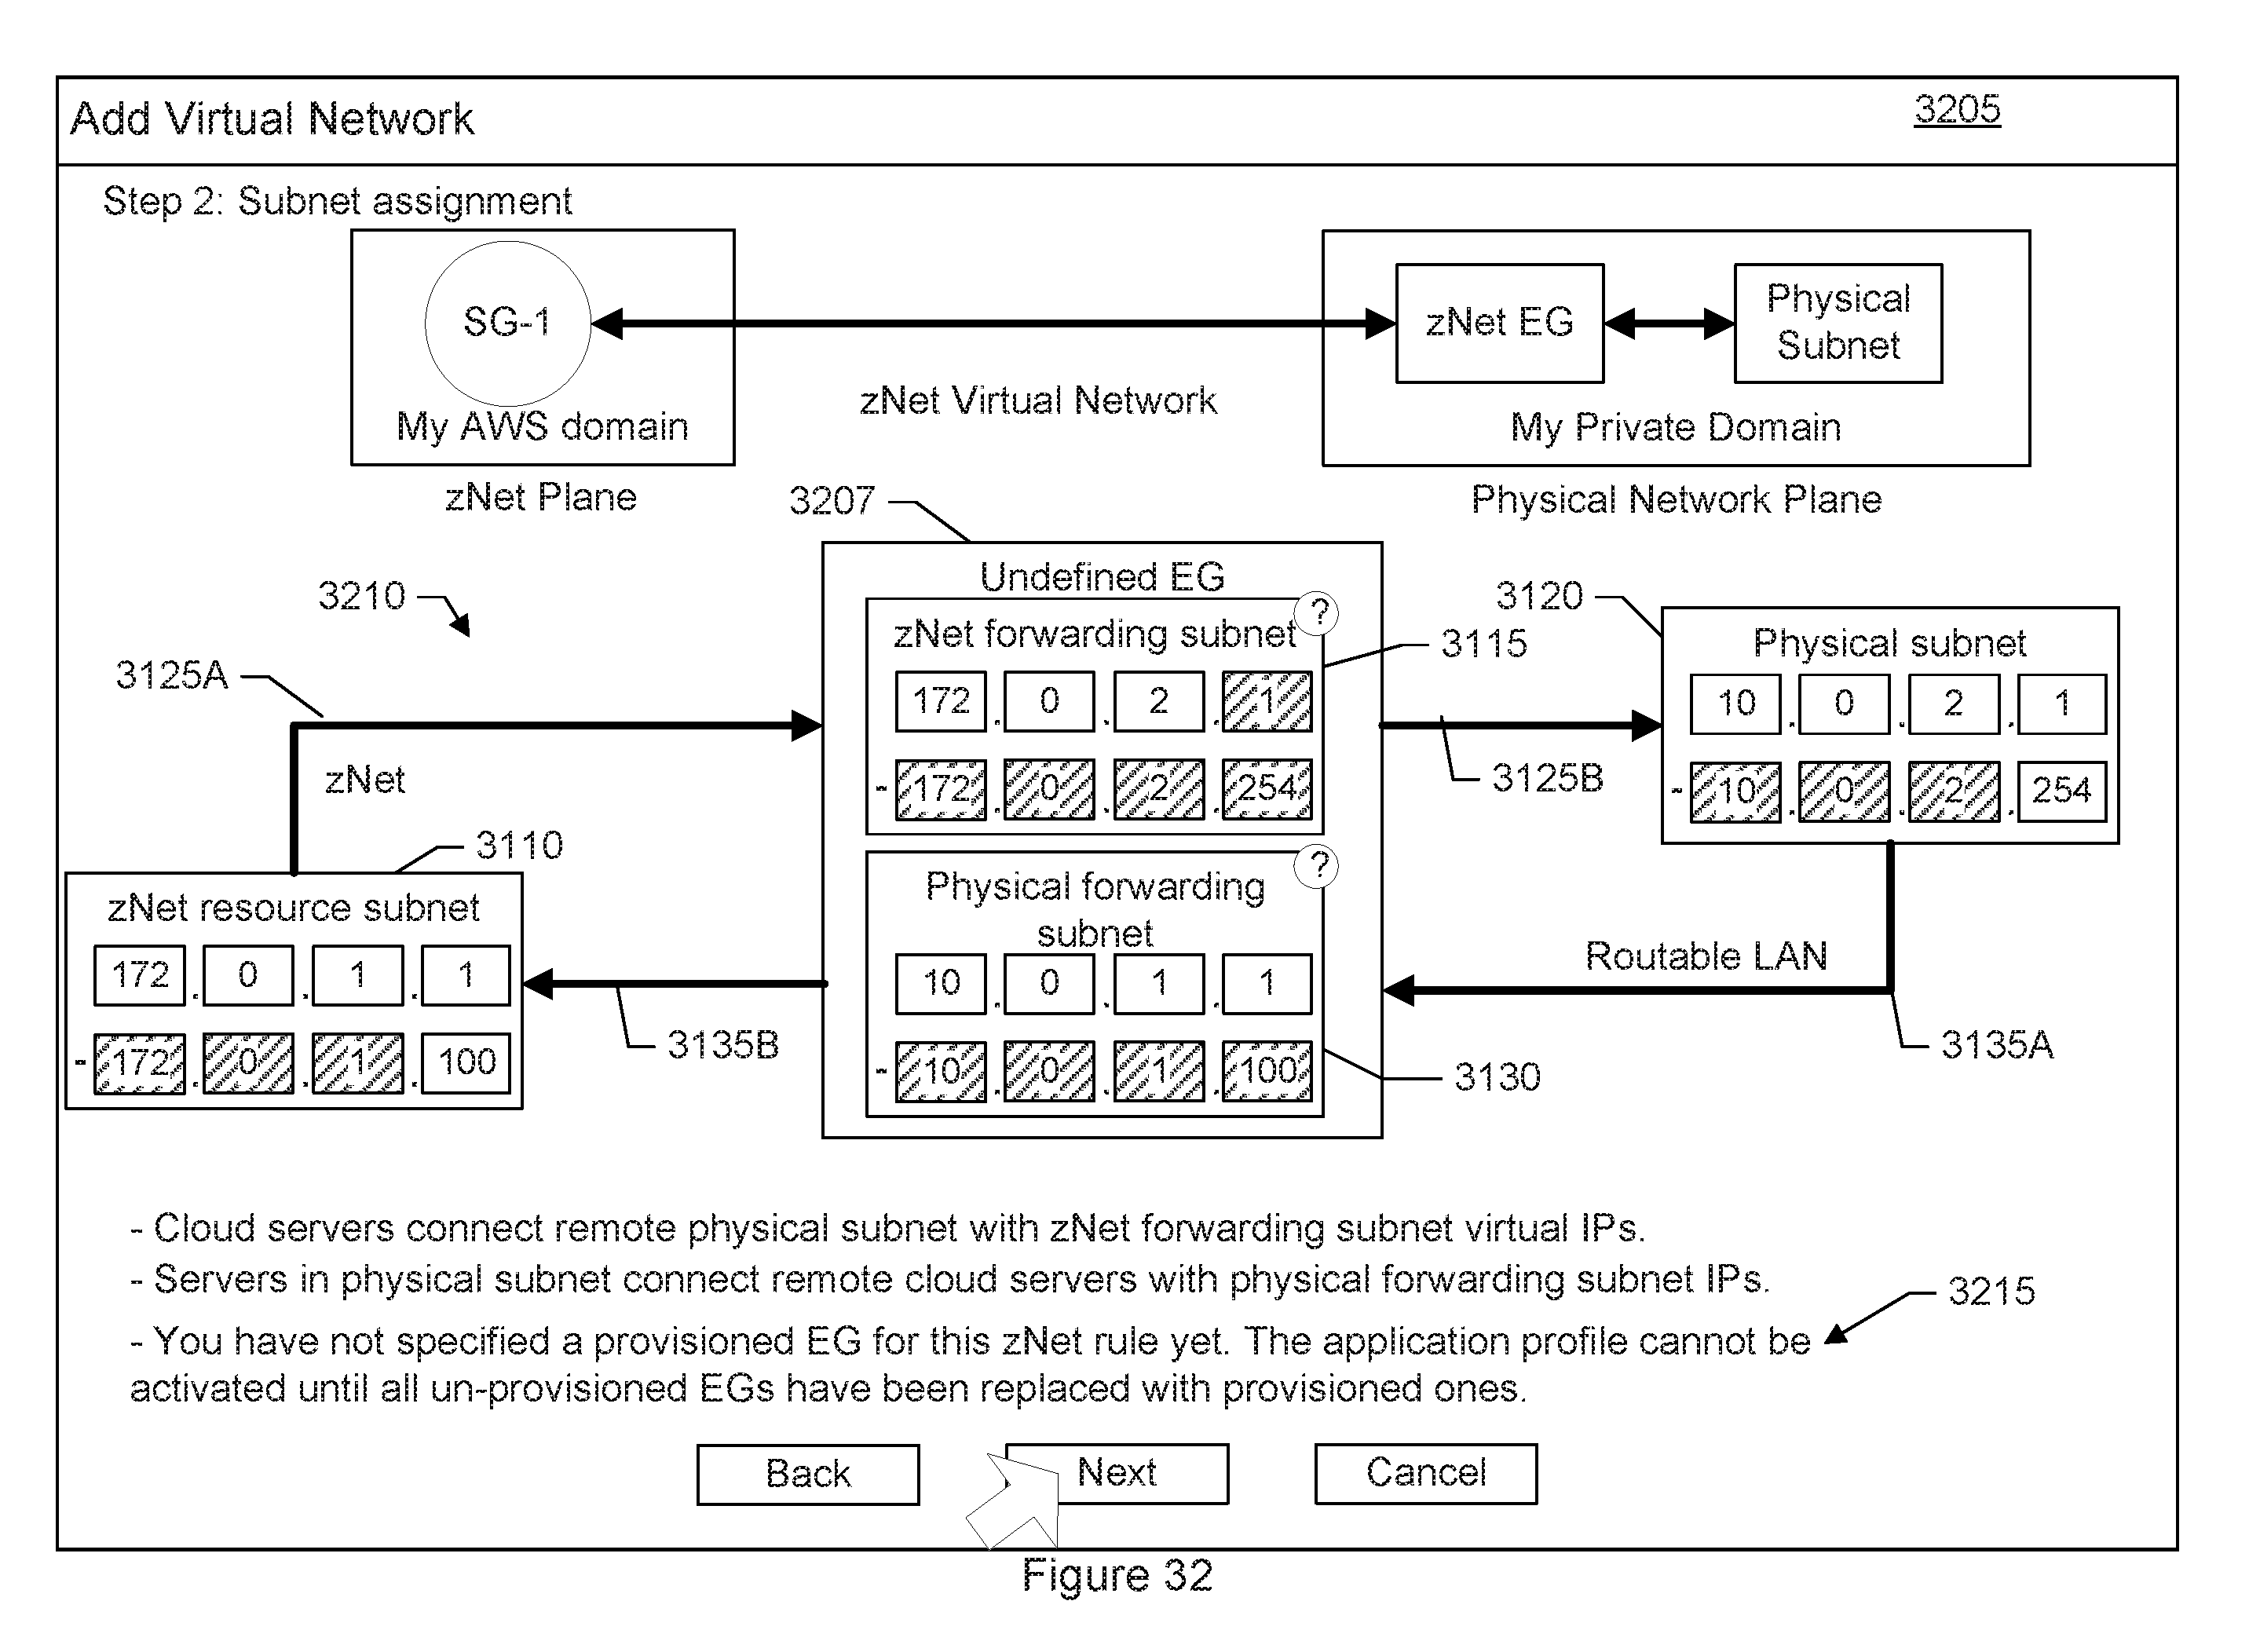 Add Virtual Network
3205
Step 2: Subnet assignment
SG-1
My AWS domain
zNet Plane
zNet Virtual Network
zNet EG
Physical
Subnet
My Private Domain
Physical Network Plane
3207
3210
Undefined EG
zNet forwarding subnet
?
172 . 0 . 2 . 1
- 172 . 0 . 2 . 254
3115
3120
Physical subnet
10 . 0 . 2 . 1
- 10 . 0 . 2 . 254
3125A
zNet
3125B
3110
zNet resource subnet
172 . 0 . 1 . 1
- 172 . 0 . 1 . 100
3135B
Physical forwarding
subnet
?
10 . 0 . 1 . 1
- 10 . 0 . 1 . 100
3130
Routable LAN
3135A
- Cloud servers connect remote physical subnet with zNet forwarding subnet virtual IPs.
- Servers in physical subnet connect remote cloud servers with physical forwarding subnet IPs.
3215
- You have not specified a provisioned EG for this zNet rule yet. The application profile cannot be
activated until all un-provisioned EGs have been replaced with provisioned ones.
Back
Next
Cancel
Figure 32